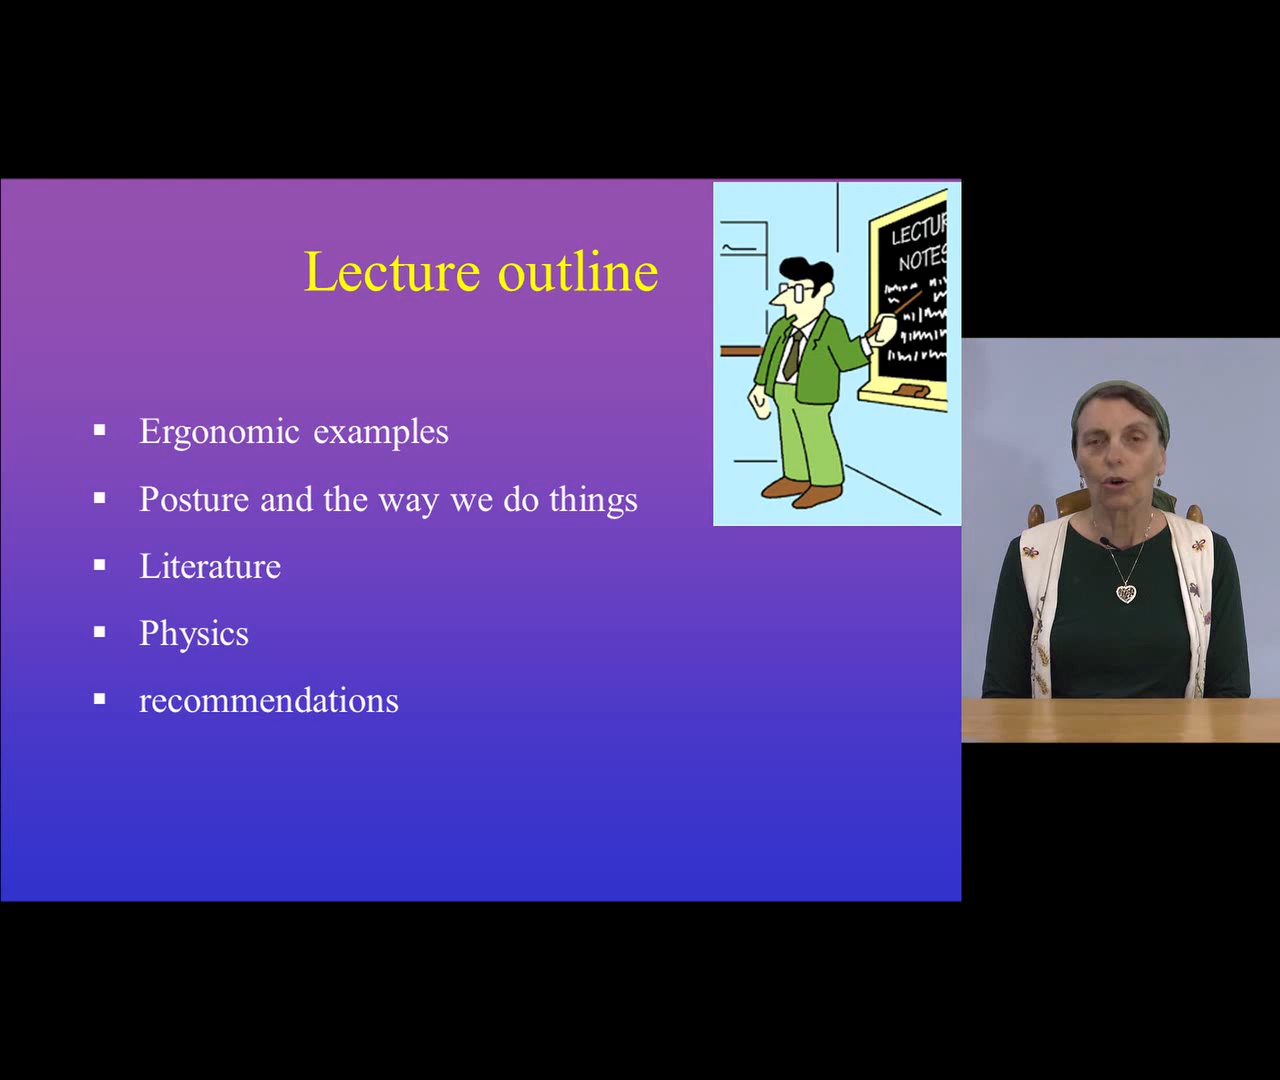 Lecture outline
LECTUR
NOTES
▪ Ergonomic examples
▪ Posture and the way we do things
▪ Literature
▪ Physics
▪ recommendations